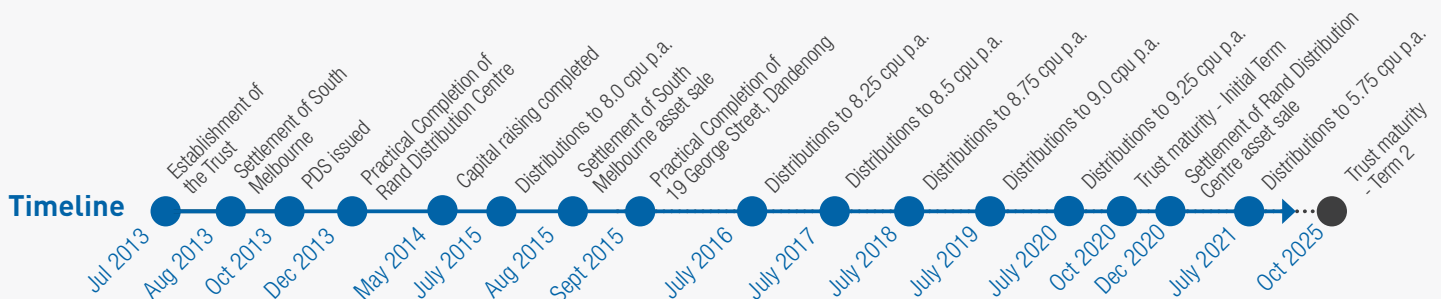 Timeline
Establishment of
the Trust
Settlement of South
Melbourne
PDS issued
Practical Completion of
Rand Distribution Centre
Capital raising completed
Distributions to 8.0 cpu p.a.
Settlement of South
Melbourne asset sale
Practical Completion of
19 George Street, Dandenong
Distributions to 8.25 cpu p.a.
Distributions to 8.5 cpu p.a.
Distributions to 8.75 cpu p.a.
Distributions to 9.0 cpu p.a.
Distributions to 9.25 cpu p.a.
Trust maturity - Initial Term
Settlement of Rand Distribution
Centre asset sale
Distributions to 5.75 cpu p.a.
Trust maturity
- Term 2
Jul 2013
Aug 2013
Oct 2013
Dec 2013
May 2014
July 2015
Aug 2015
Sept 2015
July 2016
July 2017
July 2018
July 2019
July 2020
Oct 2020
Dec 2020
July 2021
Oct 2025